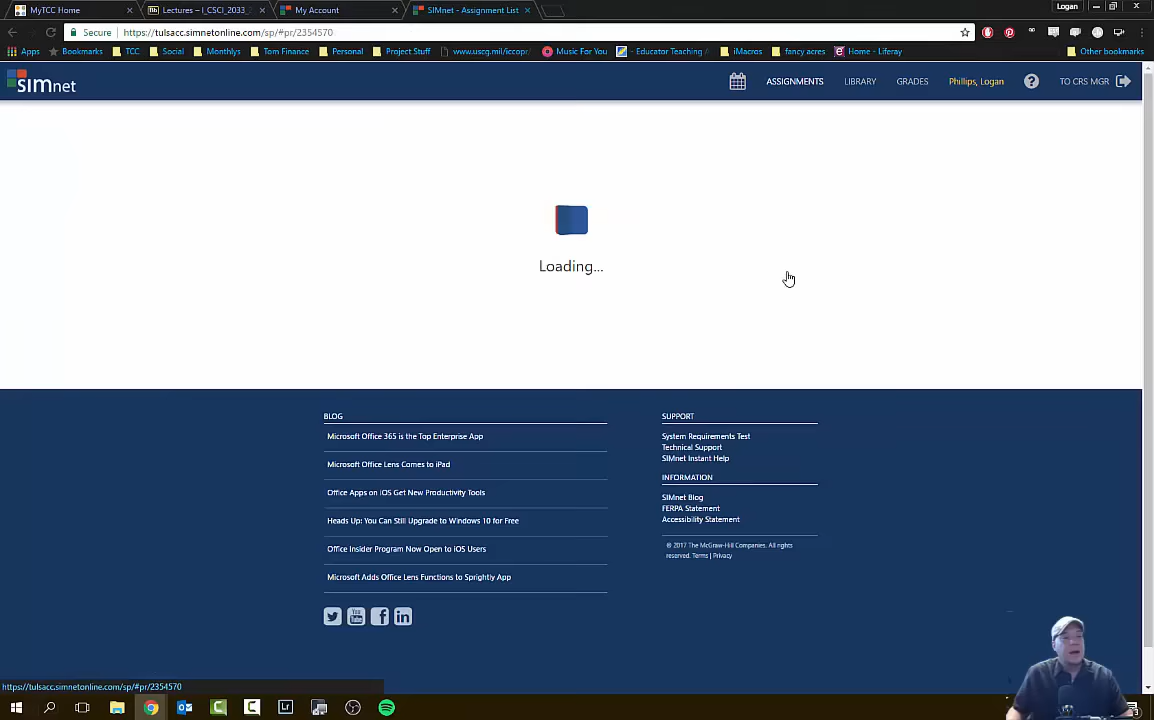 Logan
MyTCC Home
Lectures – I_CSCI_2033_
My Account
SIMnet - Assignment List
Secure
https://tulsacc.simnetonline.com/sp/#pr/2354570
Apps
Bookmarks
TCC
Social
Monthlys
Tom Finance
Personal
Project Stuff
www.uscg.mil/iccopr
Music For You
- Educator Teaching
iMacros
fancy acres
Home - Liferay
Other bookmarks
SIMnet
ASSIGNMENTS
LIBRARY
GRADES
Phillips, Logan
?
TO CRS MGR
Loading...
BLOG
Microsoft Office 365 is the Top Enterprise App
Microsoft Office Lens Comes to iPad
Office Apps on iOS Get New Productivity Tools
Heads Up: You Can Still Upgrade to Windows 10 for Free
Office Insider Program Now Open to iOS Users
Microsoft Adds Office Lens Functions to Sprightly App
SUPPORT
System Requirements Test
Technical Support
SIMnet Instant Help
INFORMATION
SIMnet Blog
FERPA Statement
Accessibility Statement
© 2017 The McGraw-Hill Companies. All rights
reserved. Terms | Privacy
https://tulsacc.simnetonline.com/sp/#pr/2354570